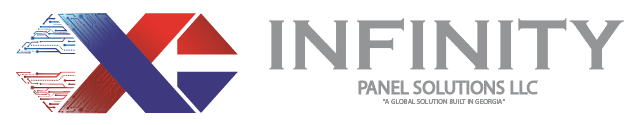 INFINITY
PANEL SOLUTIONS LLC
"A GLOBAL SOLUTION BUILT IN GEORGIA"